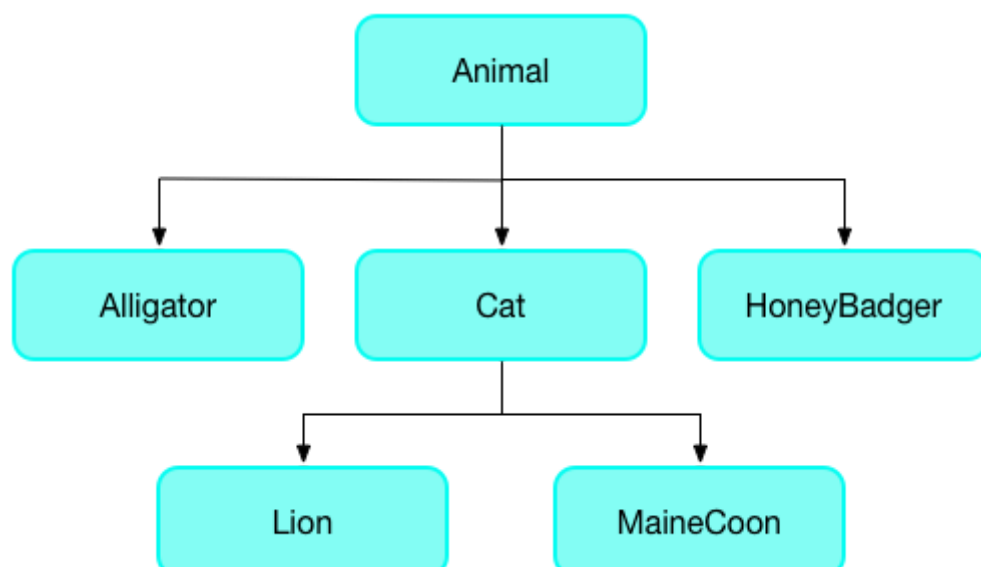 Animal
Alligator
Cat
HoneyBadger
Lion
MaineCoon